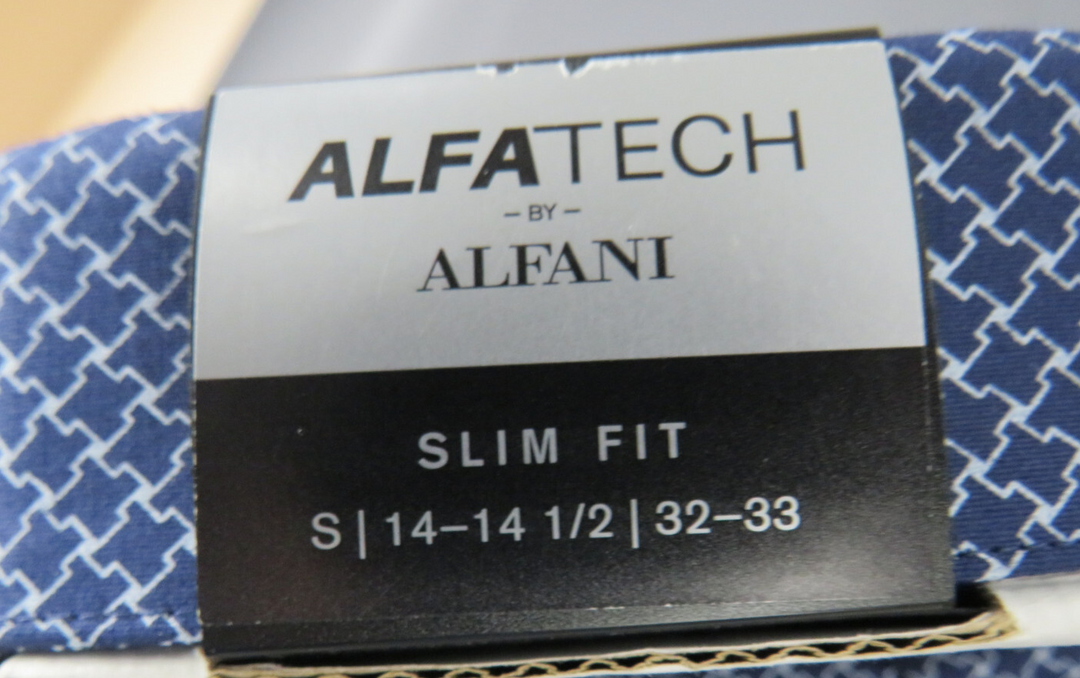 ALFATECH
– BY –
ALFANI
SLIM FIT
S | 14–14 1/2 | 32–33